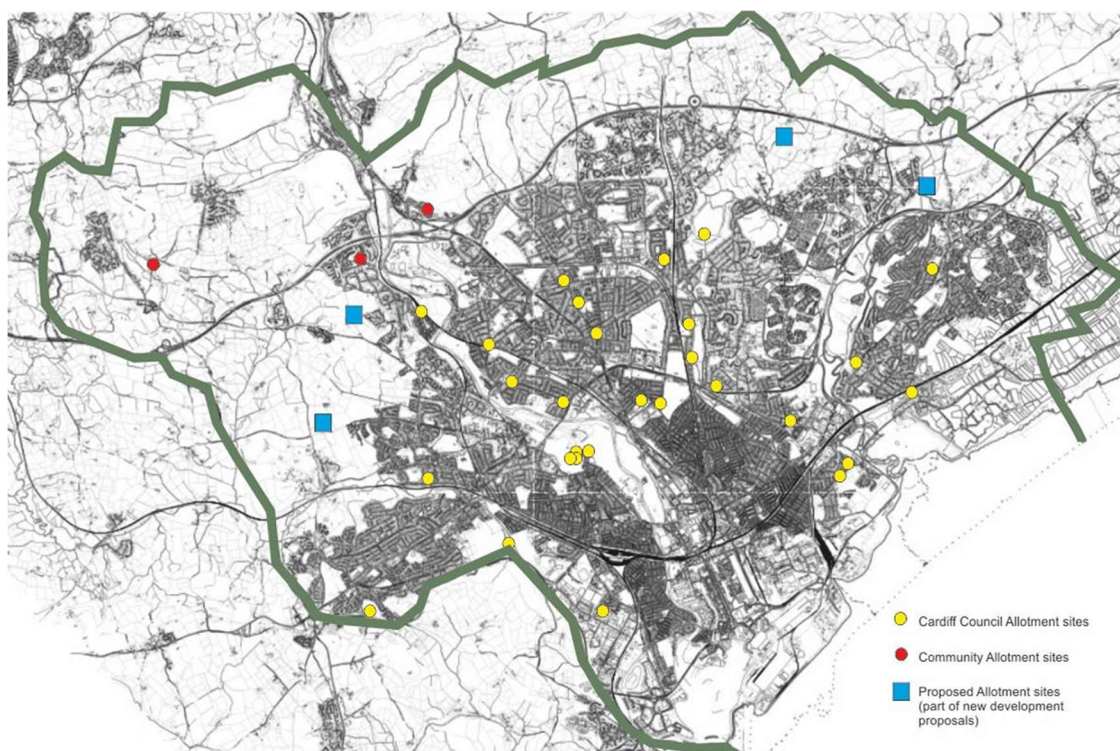 Cardiff Council Allotment sites
Community Allotment sites
Proposed Allotment sites
(part of new development
proposals)